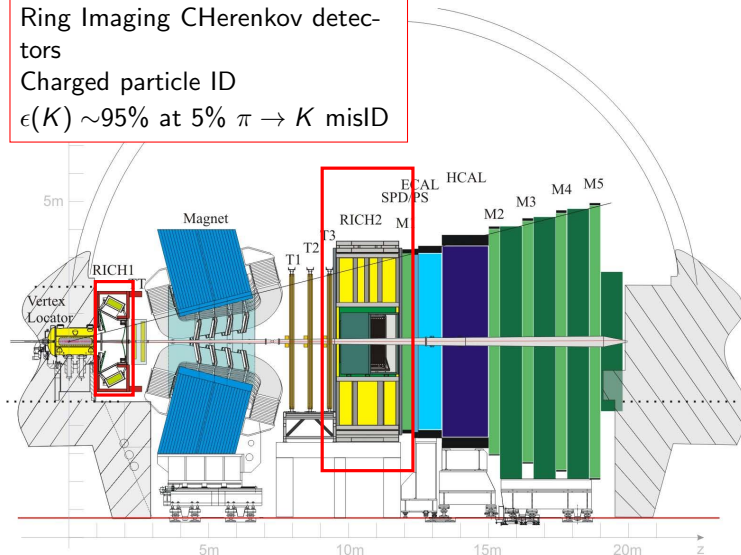 Ring Imaging CHerenkov detec-
tors
Charged particle ID
ϵ(K) ∼95% at 5% π → K misID
5m
Magnet
RICH1
Vertex
Locator
T1
T2
T3
RICH2
M
SPD/PS
ECAL
HCAL
M2
M3
M4
M5
5m
10m
15m
20m
z